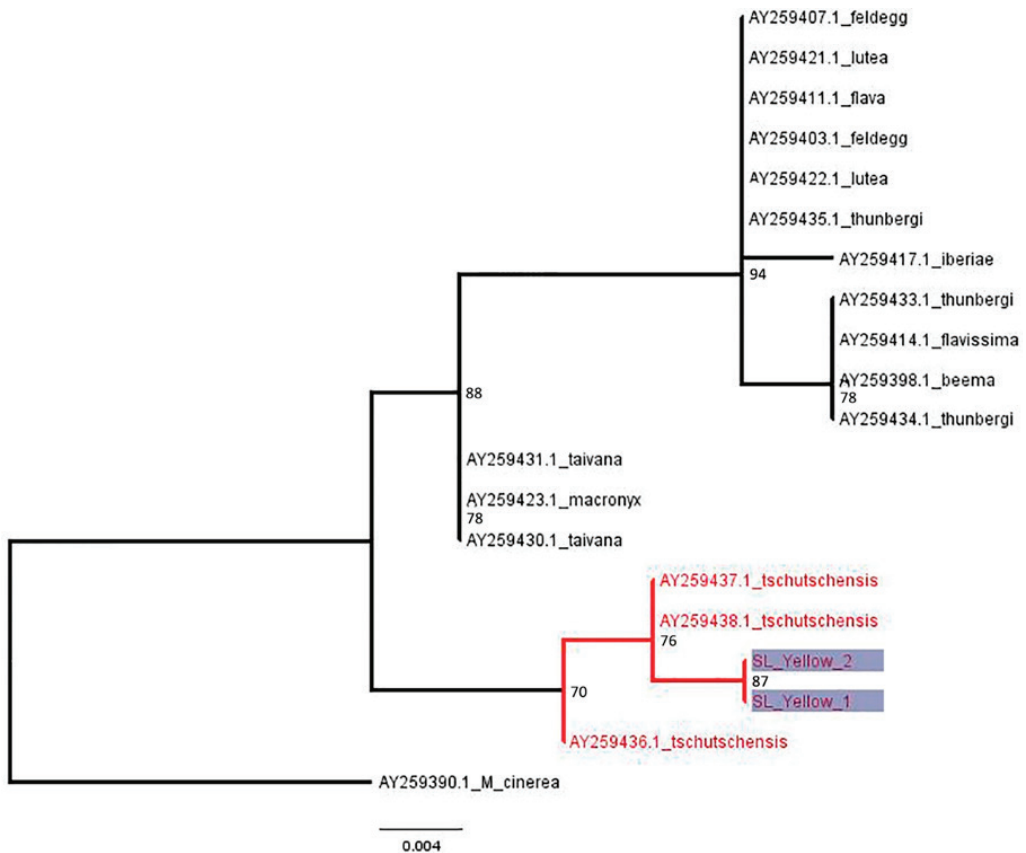 AY259407.1_feldegg
AY259421.1_lutea
AY259411.1_flava
AY259403.1_feldegg
AY259422.1_lutea
AY259435.1_thunbergi
AY259417.1_iberiae
94
AY259433.1_thunbergi
AY259414.1_flavissima
AY259398.1_beema
78
AY259434.1_thunbergi
88
AY259431.1_taivana
AY259423.1_macronyx
78
AY259430.1_taivana
AY259437.1_tschutschensis
AY259438.1_tschutschensis
76
SL_Yellow_2
87
70
SL_Yellow_1
AY259436.1_tschutschensis
AY259390.1_M_cinerea
0.004